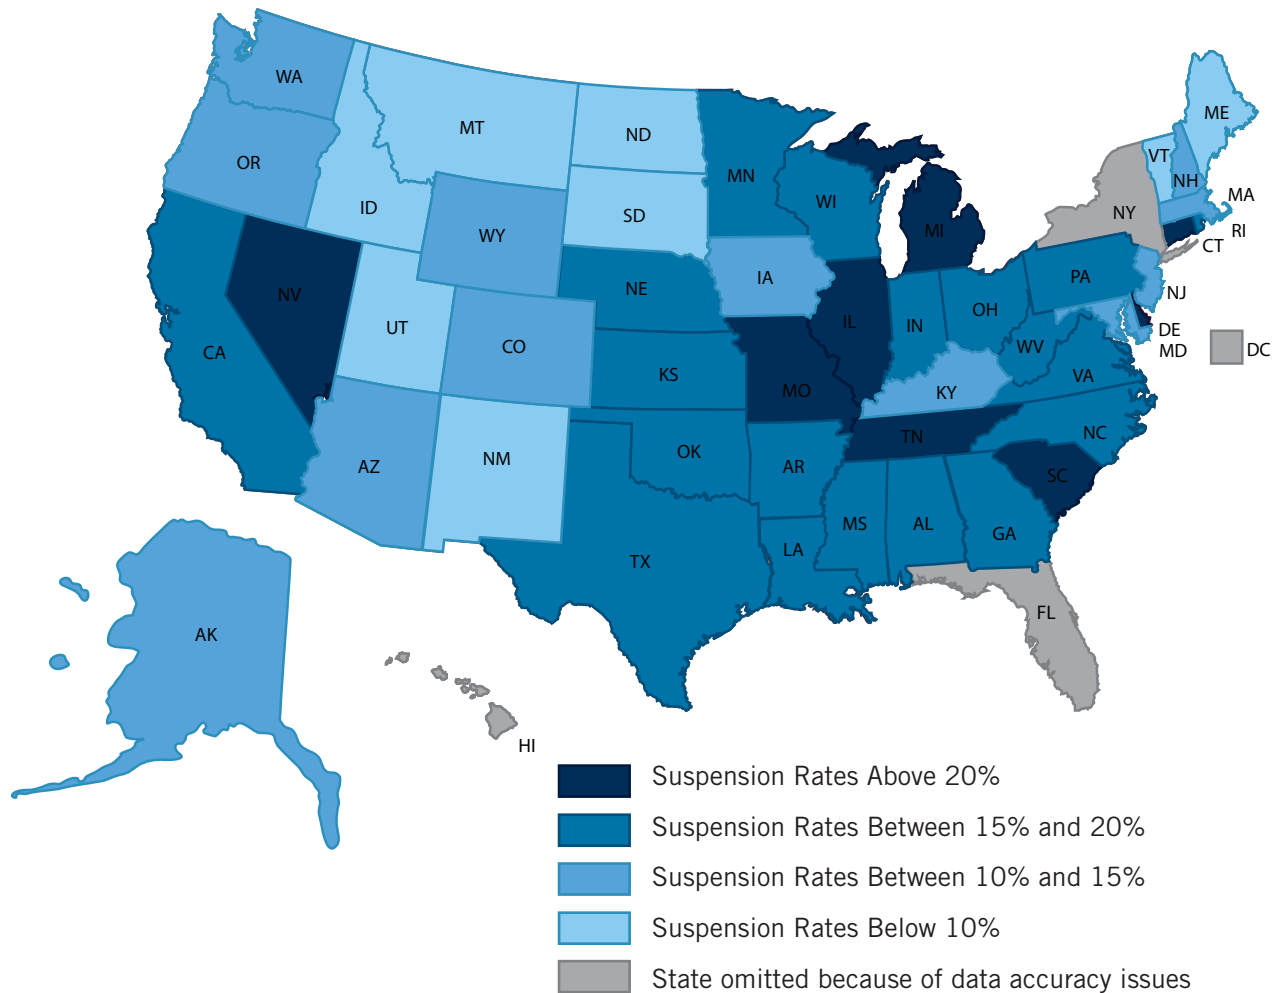 WA
OR
ID
MT
ND
SD
MN
WI
MI
ME
VT
NH
MA
NY
RI
CT
WY
NV
UT
CA
CO
NE
IA
IL
IN
OH
PA
NJ
DE
MD
DC
WV
VA
KS
MO
KY
AZ
NM
OK
AR
TN
NC
SC
TX
LA
MS
AL
GA
FL
AK
HI
Suspension Rates Above 20%
Suspension Rates Between 15% and 20%
Suspension Rates Between 10% and 15%
Suspension Rates Below 10%
State omitted because of data accuracy issues